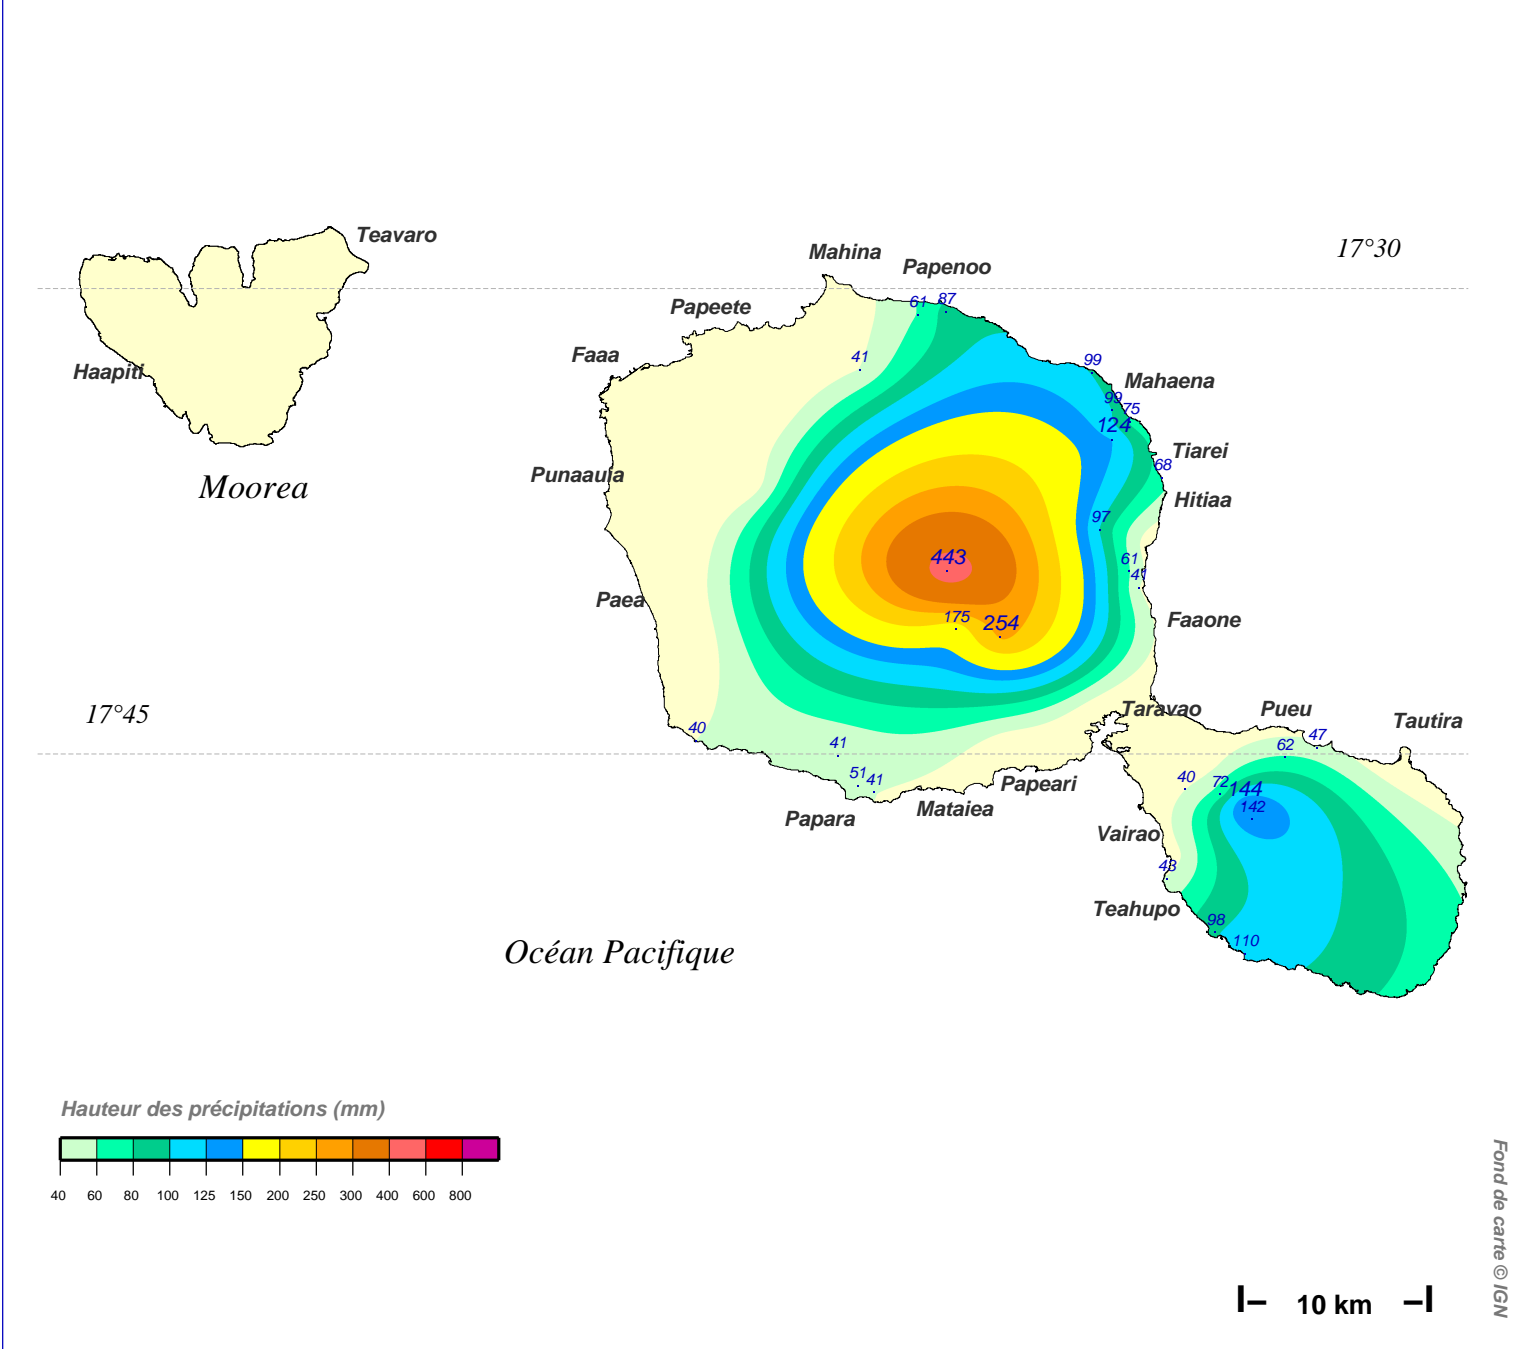 Teavaro
17°30
Mahina
Papenoo
61
87
Papeete
Faaa
41
99
Haapiti
Mahaena
99
75
124
Tiarei
68
Punaauia
Moorea
Hitiaa
97
443
61
41
Paea
175
254
Faaone
17°45
Taravao
Pueu
Tautira
40
41
47
62
51
41
40
72
144
142
Papeari
Mataiea
Papara
Vairao
43
Teahupo
98
110
Océan Pacifique
Hauteur des précipitations (mm)
40 60 80 100 125 150 200 250 300 400 600 800
10 km
Fond de carte © IGN